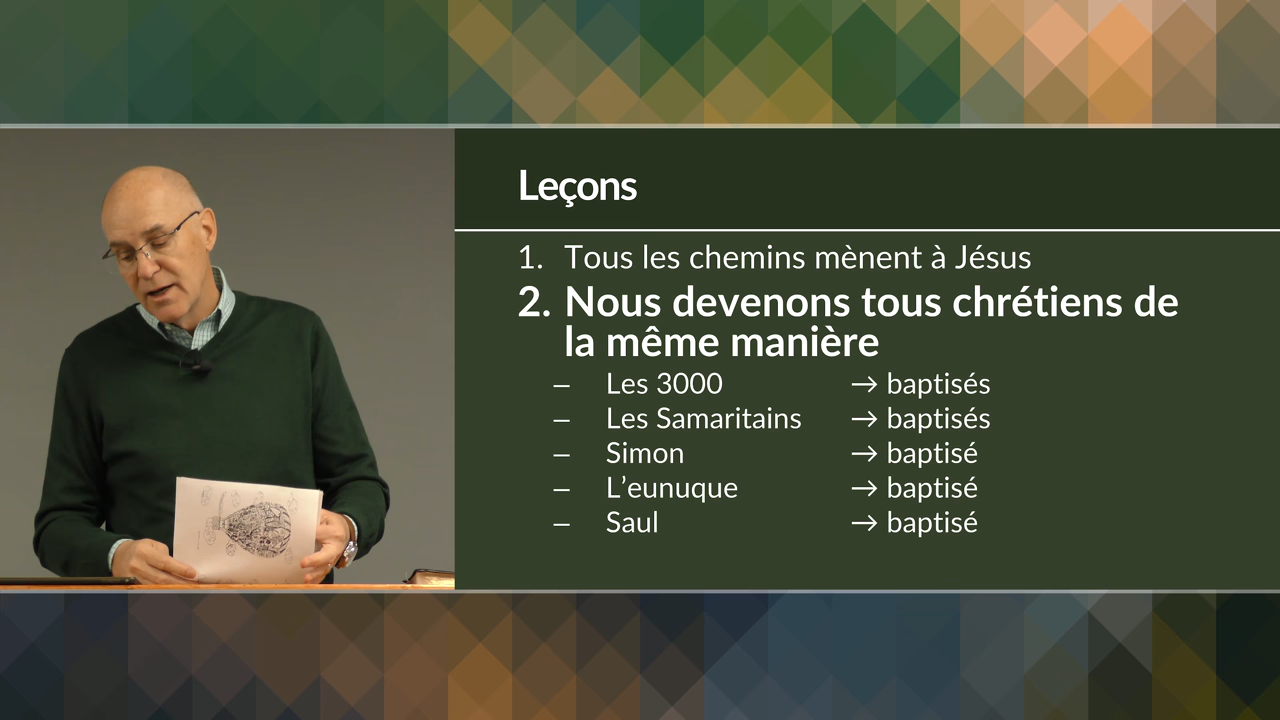 Leçons
1. Tous les chemins mènent à Jésus
2. Nous devenons tous chrétiens de
la même manière
– Les 3000 → baptisés
– Les Samaritains → baptisés
– Simon → baptisé
– L’eunuque → baptisé
– Saul → baptisé